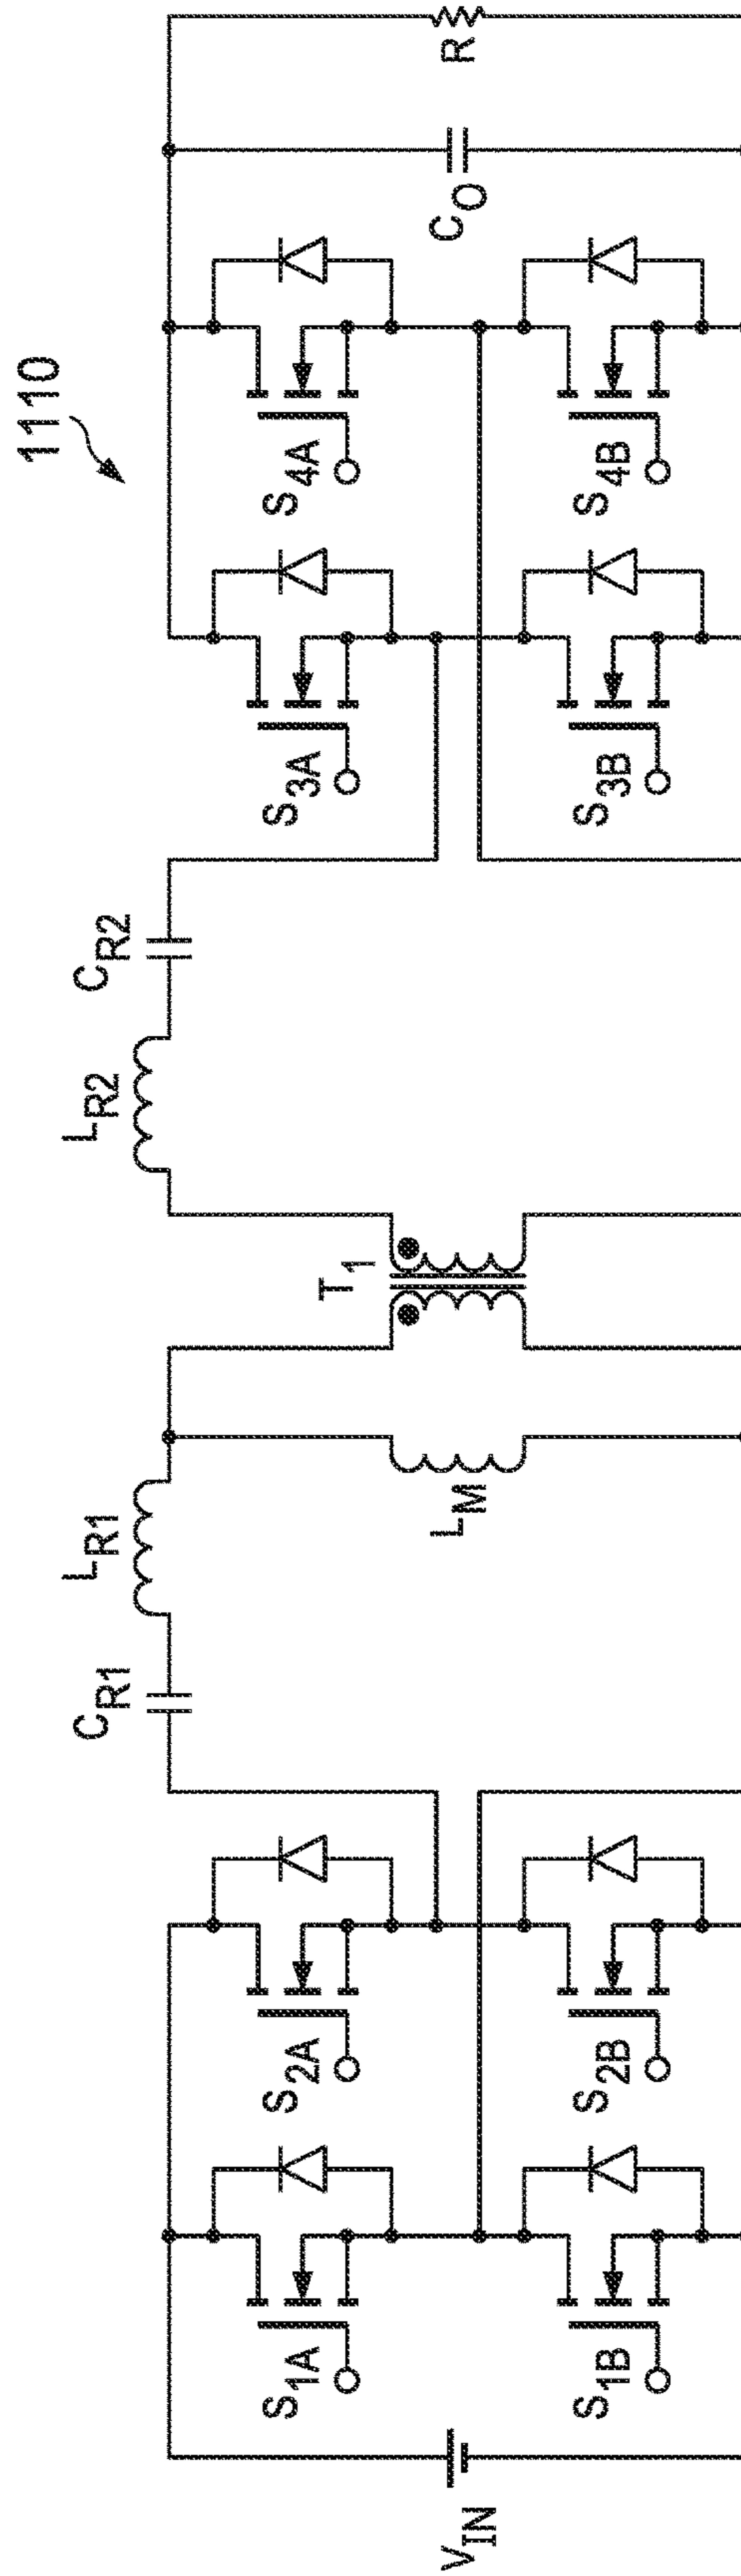 1110
V_IN
S_1A
S_1B
S_2A
S_2B
C_R1
L_R1
L_M
T_1
L_R2
C_R2
S_3A
S_3B
S_4A
S_4B
C_O
R